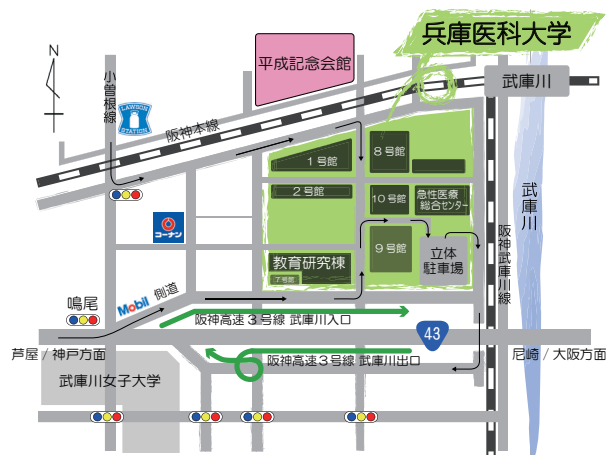 兵庫医科大学
N
平成記念会館
武庫川
小曽根線
LAWSON
STATION
阪神本線
1号館
8号館
2号館
10号館
急性医療
総合センター
武庫川
コーナン
9号館
立体
駐車場
阪神武庫川線
教育研究棟
7号館
鳴尾
Mobil
側道
阪神高速3号線 武庫川入口
43
芦屋/神戸方面
阪神高速3号線 武庫川出口
尼崎/大阪方面
武庫川女子大学